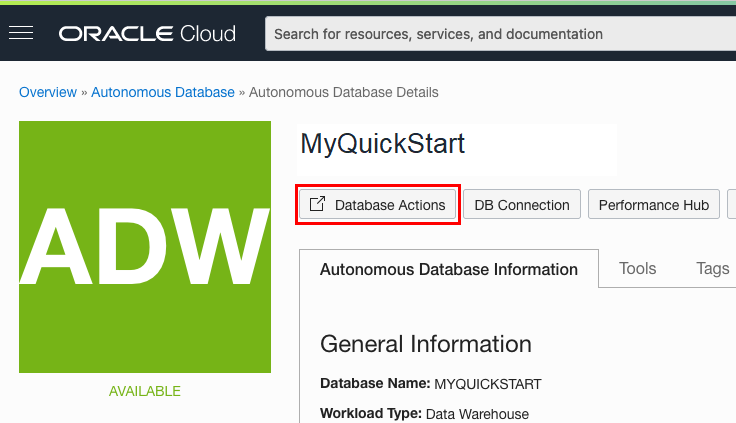 ORACLE Cloud
Search for resources, services, and documentation
Overview » Autonomous Database » Autonomous Database Details
ADW
AVAILABLE
MyQuickStart
Database Actions
DB Connection
Performance Hub
Autonomous Database Information
Tools
Tags
General Information
Database Name: MYQUICKSTART
Workload Type: Data Warehouse